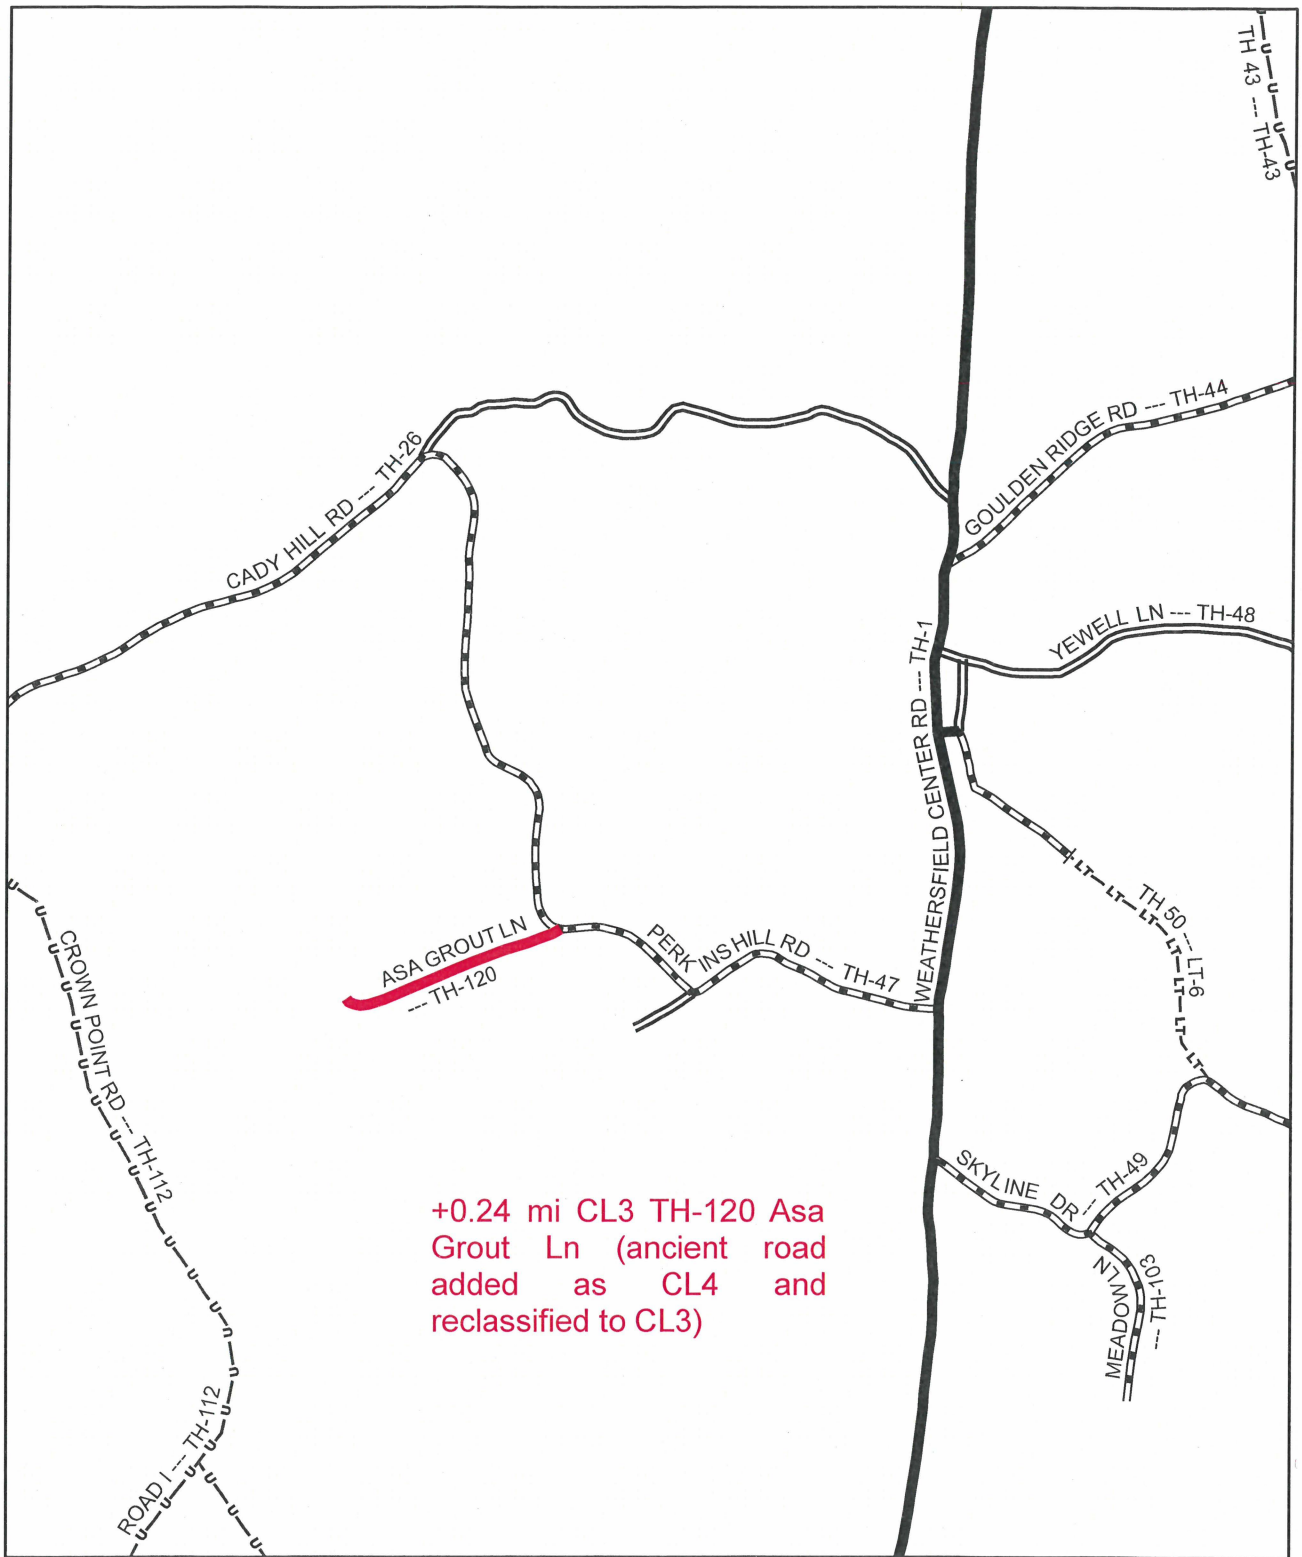 TH 43 --- TH-43
GOULDEN RIDGE RD --- TH-44
CADY HILL RD --- TH-26
YEWELL LN --- TH-48
WEATHERSFIELD CENTER RD --- TH-1
TH 50 --- LT-6
ASA GROUT LN
--- TH-120
PERKINS HILL RD --- TH-47
CROWN POINT RD --- TH-112
SKYLINE DR --- TH-49
MEADOW LN
--- TH-103
+0.24 mi CL3 TH-120 Asa
Grout Ln (ancient road
added as CL4 and
reclassified to CL3)
ROAD I --- TH-112